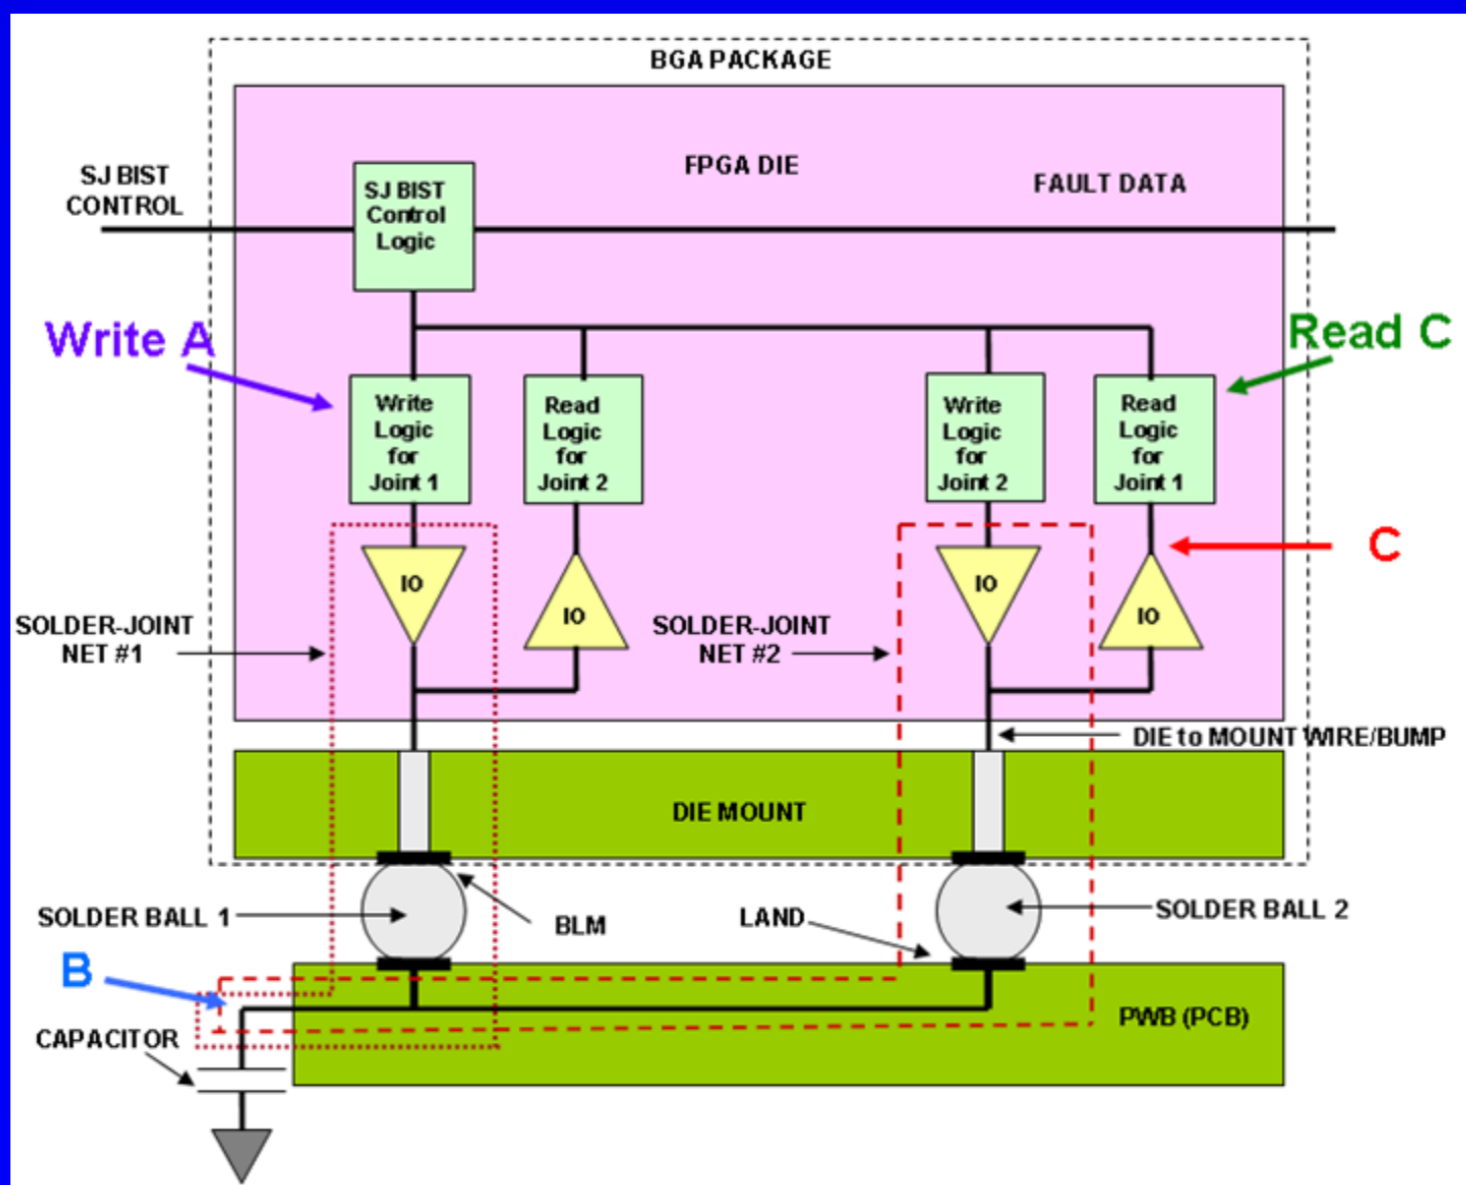 BGA PACKAGE
FPGA DIE
SJ BIST
CONTROL
SJ BIST
Control
Logic
FAULT DATA
Write A
Read C
Write
Logic
for
Joint 1
Read
Logic
for
Joint 2
Write
Logic
for
Joint 2
Read
Logic
for
Joint 1
C
IO
IO
IO
IO
SOLDER-JOINT
NET #1
SOLDER-JOINT
NET #2
DIE to MOUNT WIRE/BUMP
DIE MOUNT
SOLDER BALL 1
BLM
LAND
SOLDER BALL 2
B
CAPACITOR
PWB (PCB)